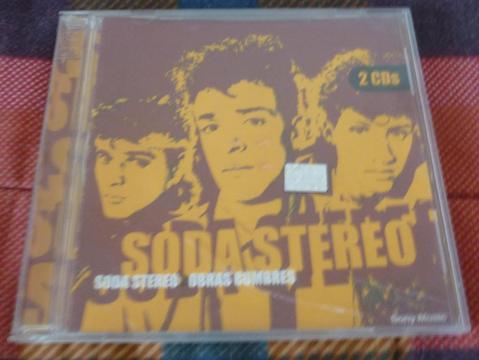 2 CDs
SODA STEREO
SODA STEREO OBRAS CUMBRES
Sony Music